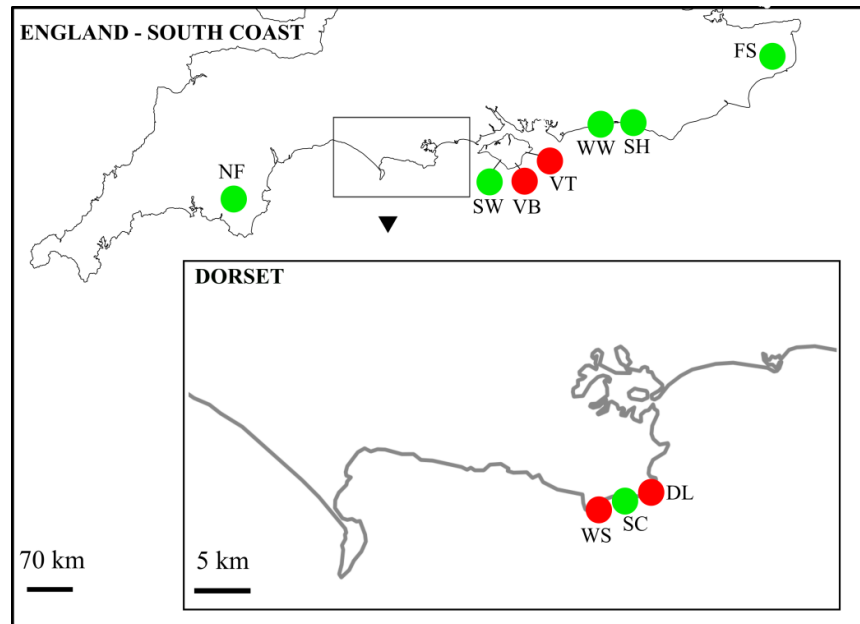 ENGLAND - SOUTH COAST
FS
WW
SH
NF
VT
SW
VB
DORSET
DL
SC
WS
70 km
5 km